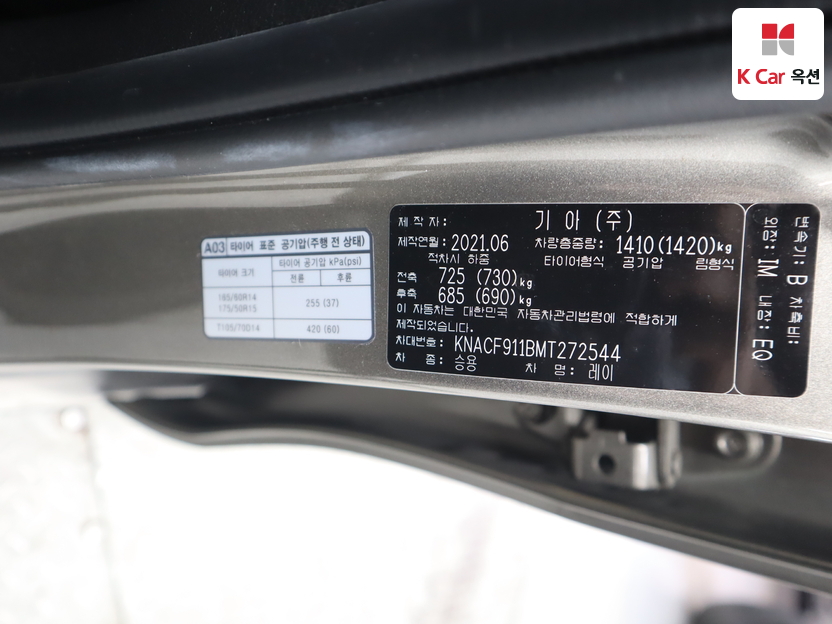 K Car 옥션
A03 타이어 표준 공기압(주행 전 상태)
타이어 크기 타이어 공기압 kPa(psi)
전륜 후륜
165/60R14
175/50R15
255 (37)
T105/70D14 420 (60)
제 작 자: 기 아 (주)
제작연월: 2021.06 차량총중량: 1410(1420)kg
적차시 하중 타이어형식 공기압 림형식
전축 725 (730)kg
후축 685 (690)kg
이 자동차는 대한민국 자동차관리법령에 적합하게
제작되었습니다.
차대번호: KNACF911BMT272544
차 종: 승용 차 명: 레이
변속기: B 차축비:
외장: IM 내장: EQ